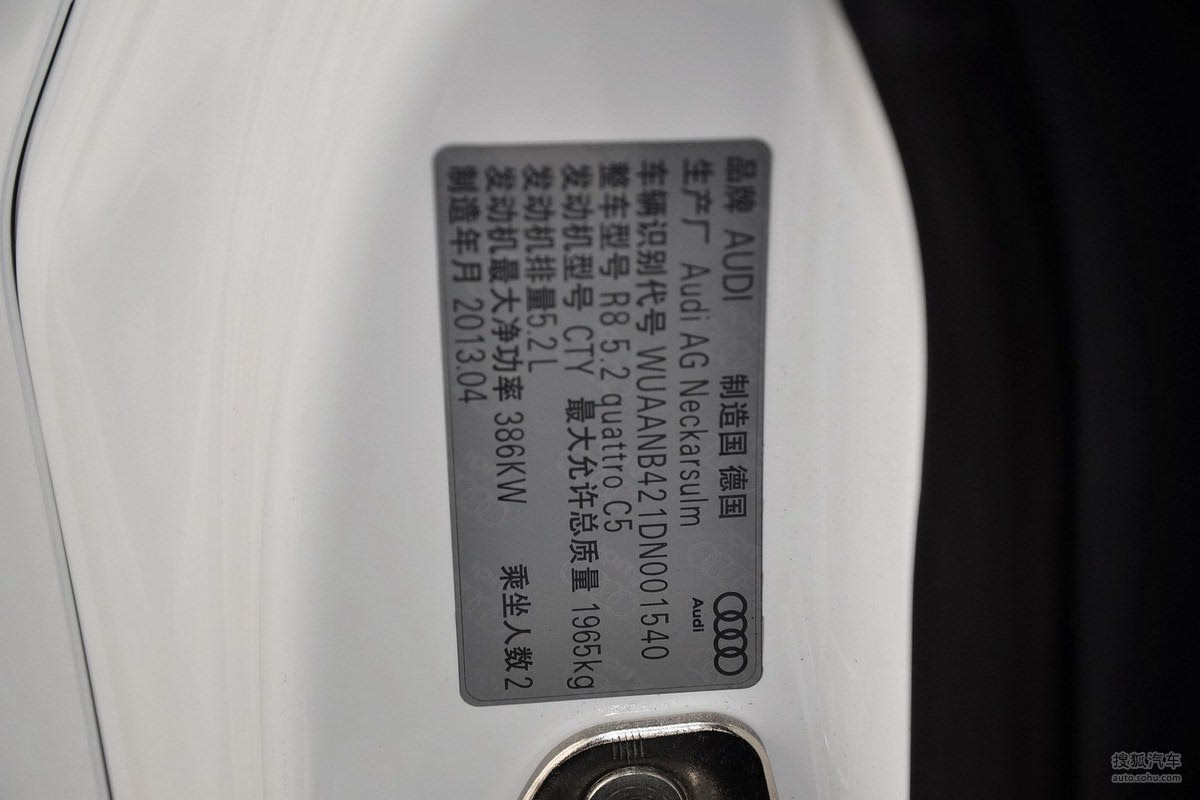 品牌 AUDI 制造国 德国
生产厂 Audi AG Neckarsulm
Audi
车辆识别代号 WUAANB421DN001540
整车型号 R8 5.2 quattro C5
发动机型号 CTY 最大允许总质量 1965kg
发动机排量5.2L
发动机最大净功率 386KW 乘坐人数2
制造年月 2013.04
搜狐汽车
auto.sohu.com